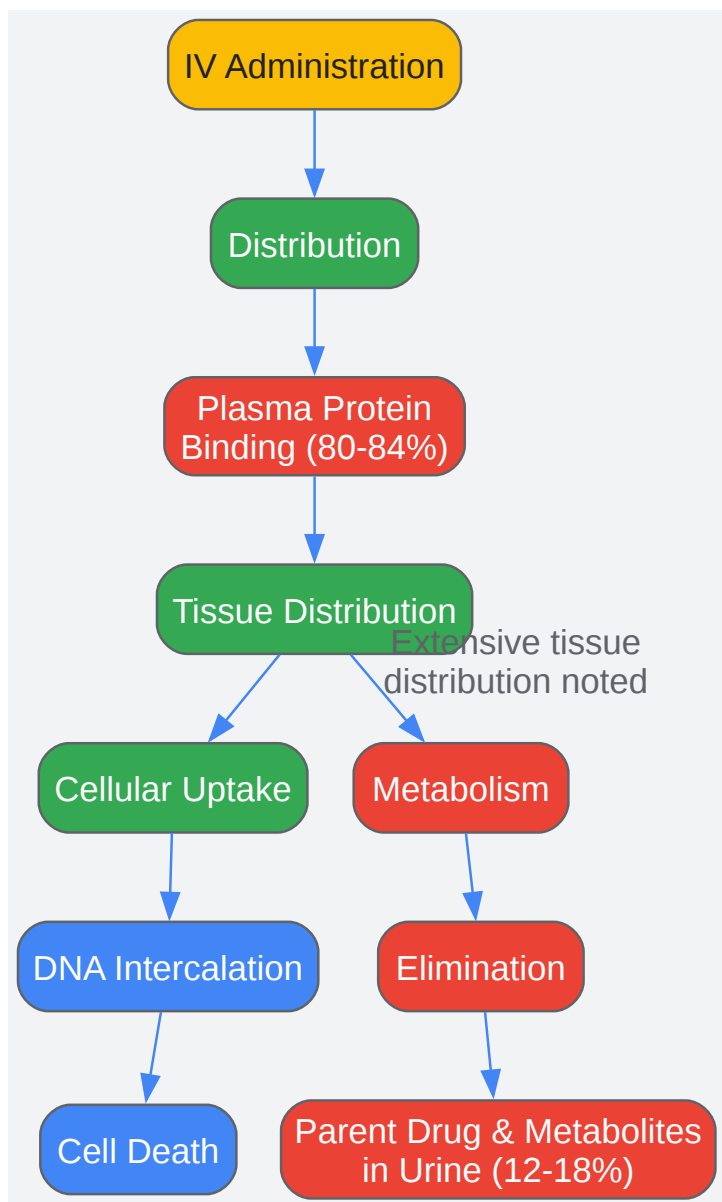 IV Administration
Distribution
Plasma Protein
Binding (80-84%)
Tissue Distribution
Extensive tissue
distribution noted
Cellular Uptake
Metabolism
DNA Intercalation
Elimination
Cell Death
Parent Drug & Metabolites
in Urine (12-18%)